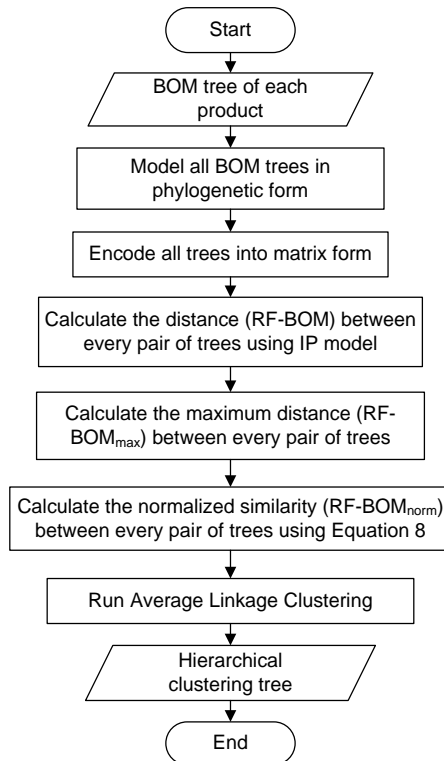 Start
BOM tree of each
product
Model all BOM trees in
phylogenetic form
Encode all trees into matrix form
Calculate the distance (RF-BOM) between
every pair of trees using IP model
Calculate the maximum distance (RF-
BOMmax) between every pair of trees
Calculate the normalized similarity (RF-BOMnorm)
between every pair of trees using Equation 8
Run Average Linkage Clustering
Hierarchical
clustering tree
End